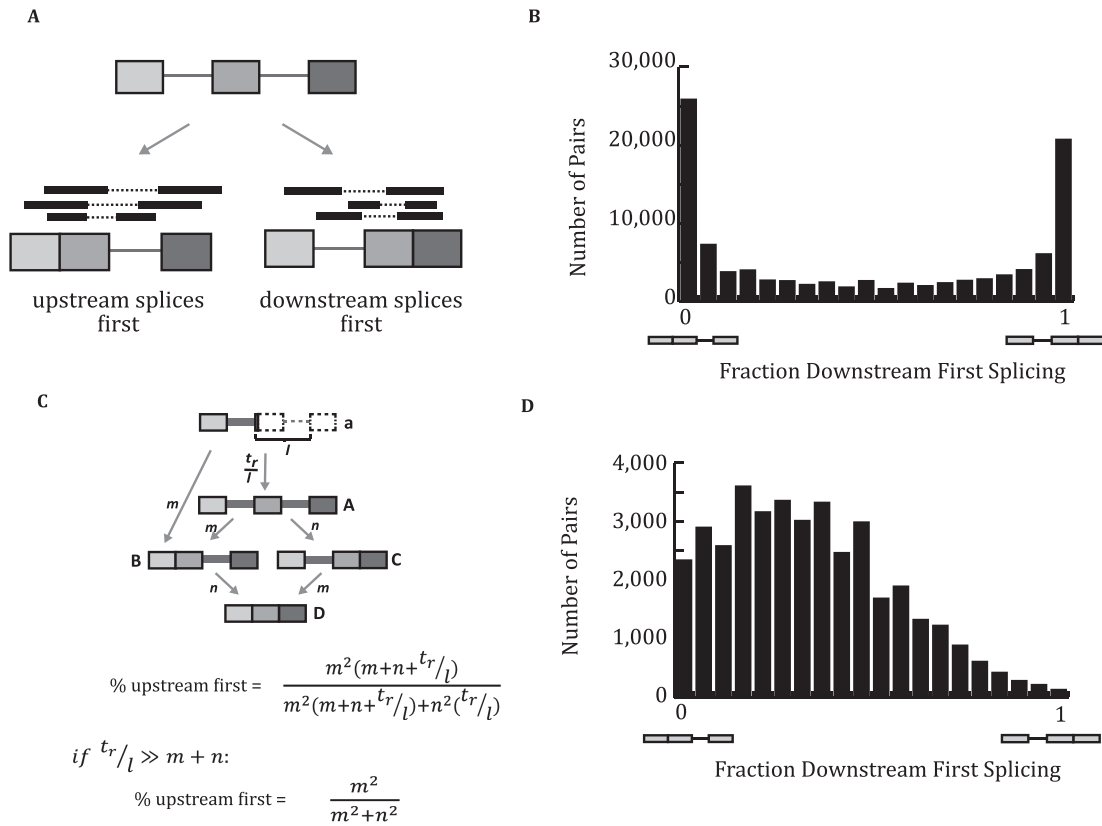 A
upstream splices
first
downstream splices
first
B
30,000
20,000
10,000
0
Number of Pairs
0
1
Fraction Downstream First Splicing
C
a
l
t_r/l
m
A
m
n
B
C
n
m
D
% upstream first = m²(m+n+t_r/l) / m²(m+n+t_r/l)+n²(t_r/l)
if t_r/l ≫ m + n:
% upstream first = m² / m²+n²
D
4,000
3,000
2,000
1,000
0
Number of Pairs
0
1
Fraction Downstream First Splicing